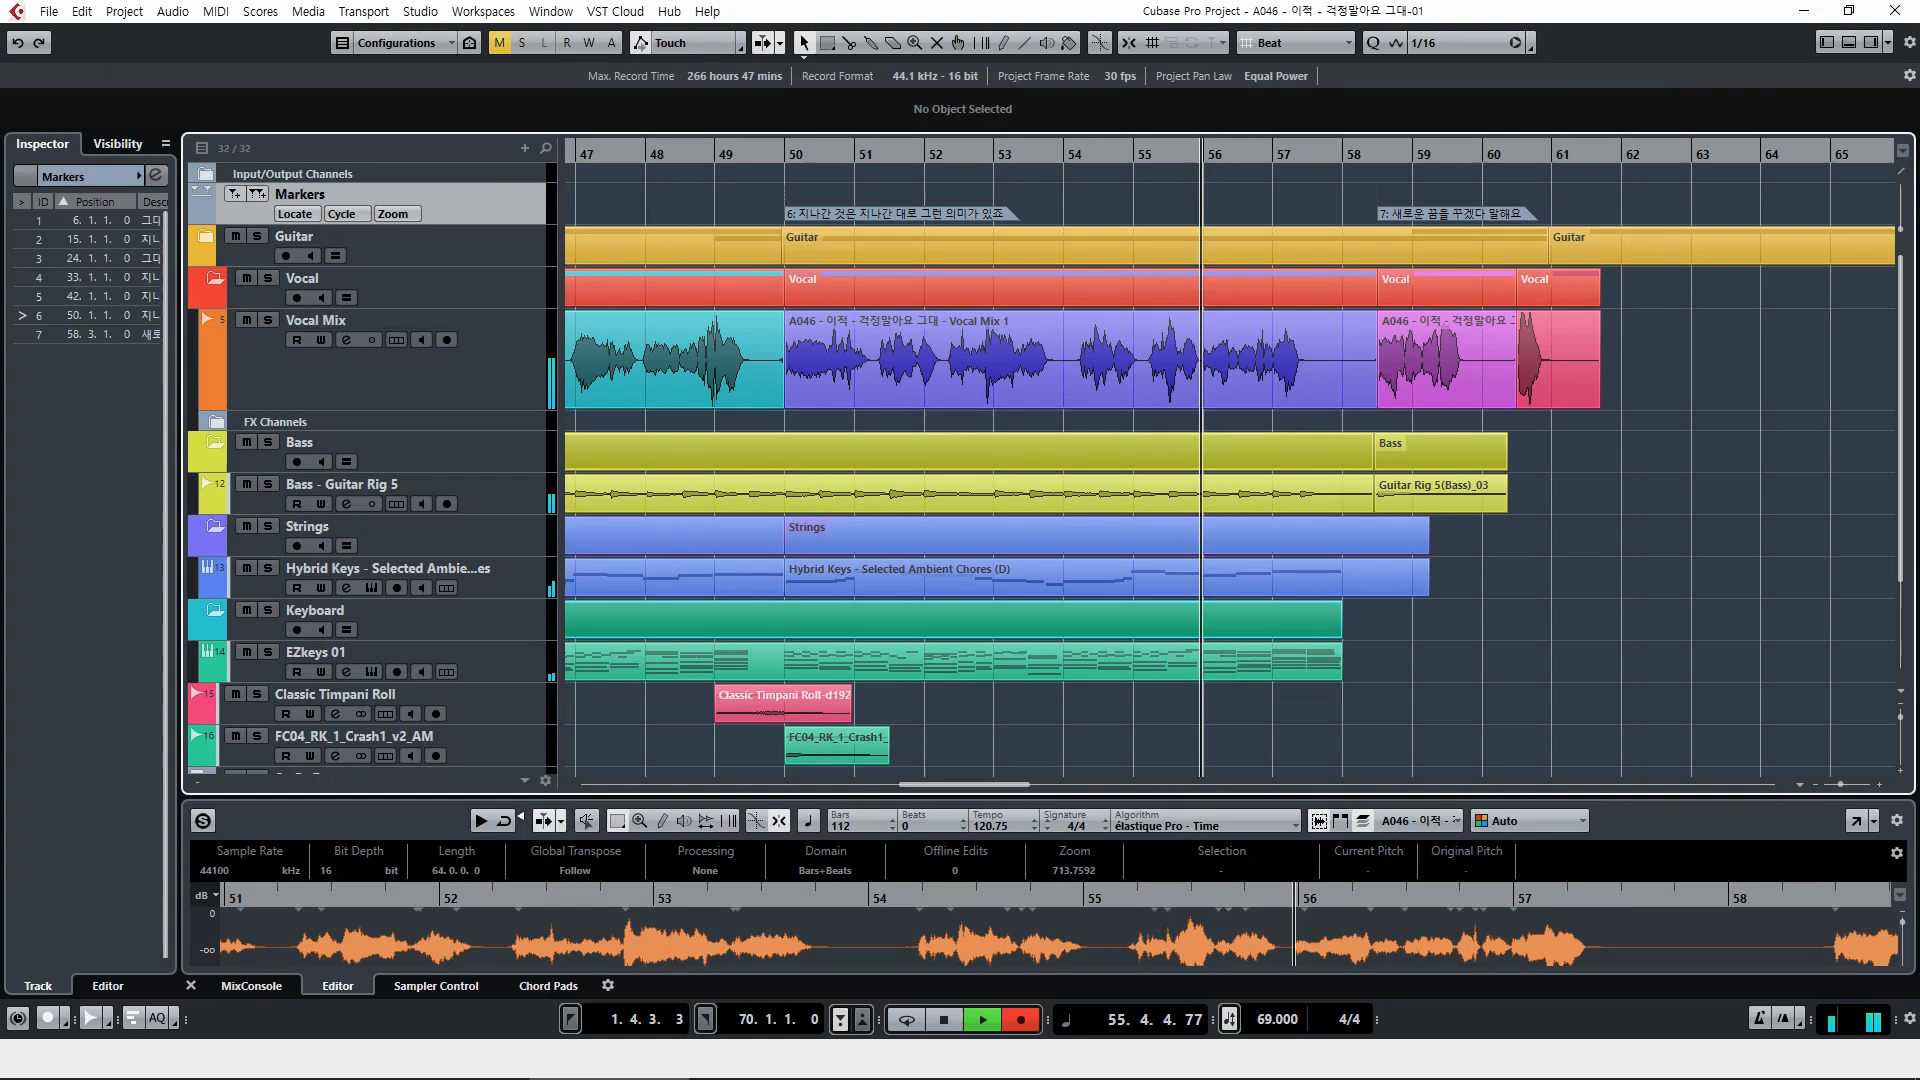 File Edit Project Audio MIDI Scores Media Transport Studio Workspaces Window VST Cloud Hub Help
Cubase Pro Project - A046 - 이적 - 걱정말아요 그대-01
Configurations M S L R W A Touch Beat Q 1/16
Max. Record Time 266 hours 47 mins Record Format 44.1 kHz - 16 bit Project Frame Rate 30 fps Project Pan Law Equal Power
No Object Selected
Inspector Visibility
Markers
> ID Position Descr
1 6. 1. 1. 0 그대
2 15. 1. 1. 0 지나
3 24. 1. 1. 0 그대
4 33. 1. 1. 0 지나
5 42. 1. 1. 0 지나
> 6 50. 1. 1. 0 지나
7 58. 3. 1. 0 새로
32 / 32
47 48 49 50 51 52 53 54 55 56 57 58 59 60 61 62 63 64 65
Input/Output Channels
Markers
Locate Cycle Zoom
6: 지나간 것은 지나간 대로 그런 의미가 있죠
7: 새로운 꿈을 꾸겠다 말해요
m s Guitar
Guitar Guitar
m s Vocal
Vocal Vocal Vocal
5 m s Vocal Mix
R W e
A046 - 이적 - 걱정말아요 그대 - Vocal Mix 1
A046 - 이적 - 걱정말아요
FX Channels
m s Bass
Bass
12 m s Bass - Guitar Rig 5
R W e
Guitar Rig 5(Bass)_03
m s Strings
Strings
13 m s Hybrid Keys - Selected Ambie...es
R W e
Hybrid Keys - Selected Ambient Chores (D)
m s Keyboard
14 m s EZkeys 01
R W e
15 m s Classic Timpani Roll
R W e
Classic Timpani Roll-d192
16 m s FC04_RK_1_Crash1_v2_AM
R W e
FC04_RK_1_Crash1_
Bars 112 Beats 0 Tempo 120.75 Signature 4/4 Algorithm élastique Pro - Time
A046 - 이적 - Auto
Sample Rate Bit Depth Length Global Transpose Processing Domain Offline Edits Zoom Selection Current Pitch Original Pitch
44100 kHz 16 bit 64. 0. 0. 0 Follow None Bars+Beats 0 713.7592 - - -
dB 51 52 53 54 55 56 57 58
0
-oo
Track Editor MixConsole Editor Sampler Control Chord Pads
AQ 1. 4. 3. 3 70. 1. 1. 0 55. 4. 4. 77 69.000 4/4